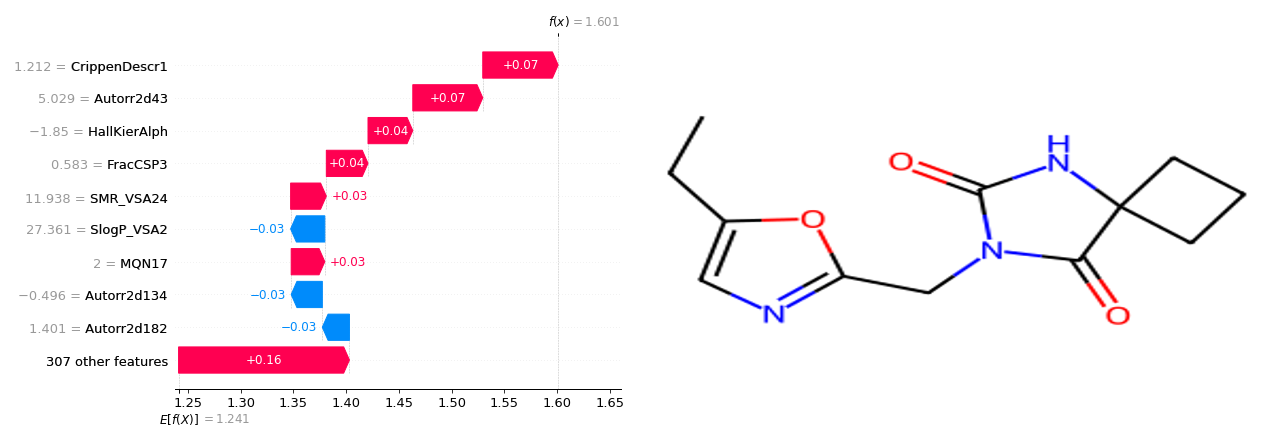 f(x) = 1.601
1.212 = CrippenDescr1
+0.07
5.029 = Autorr2d43
+0.07
−1.85 = HallKierAlph
+0.04
0.583 = FracCSP3
+0.04
11.938 = SMR_VSA24
+0.03
27.361 = SlogP_VSA2
−0.03
2 = MQN17
+0.03
−0.496 = Autorr2d134
−0.03
1.401 = Autorr2d182
−0.03
307 other features
+0.16
1.25 1.30 1.35 1.40 1.45 1.50 1.55 1.60 1.65
E[f(X)] = 1.241
H
N
O
O
N
N
O